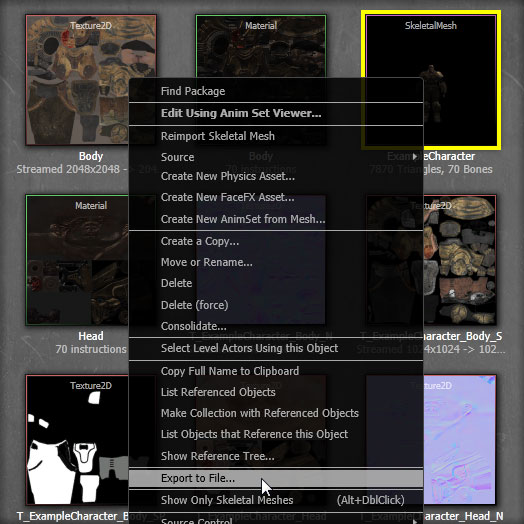 Texture2D
Material
SkeletalMesh
Find Package
Edit Using Anim Set Viewer...
Reimport Skeletal Mesh
Body
Body
ExampleCharacter
Source
Streamed 2048x2048 -> 204
70 instructions
7870 Triangles, 70 Bones
Create New Physics Asset...
Create New FaceFX Asset...
Material
Texture2D
Create New AnimSet from Mesh...
Create a Copy...
Move or Rename...
Delete
Delete (force)
Consolidate...
Head
T_ExampleCharacter_Body_N
T_ExampleCharacter_Body_S
70 instructions
Select Level Actors Using this Object
Streamed 1024x1024 -> 102...
Copy Full Name to Clipboard
Texture2D
Texture2D
List Referenced Objects
Make Collection with Referenced Objects
List Objects that Reference this Object
Show Reference Tree...
Export to File...
Show Only Skeletal Meshes (Alt+DblClick)
T_ExampleCharacter_Body_SP
T_ExampleCharacter_Head_N
Source Control